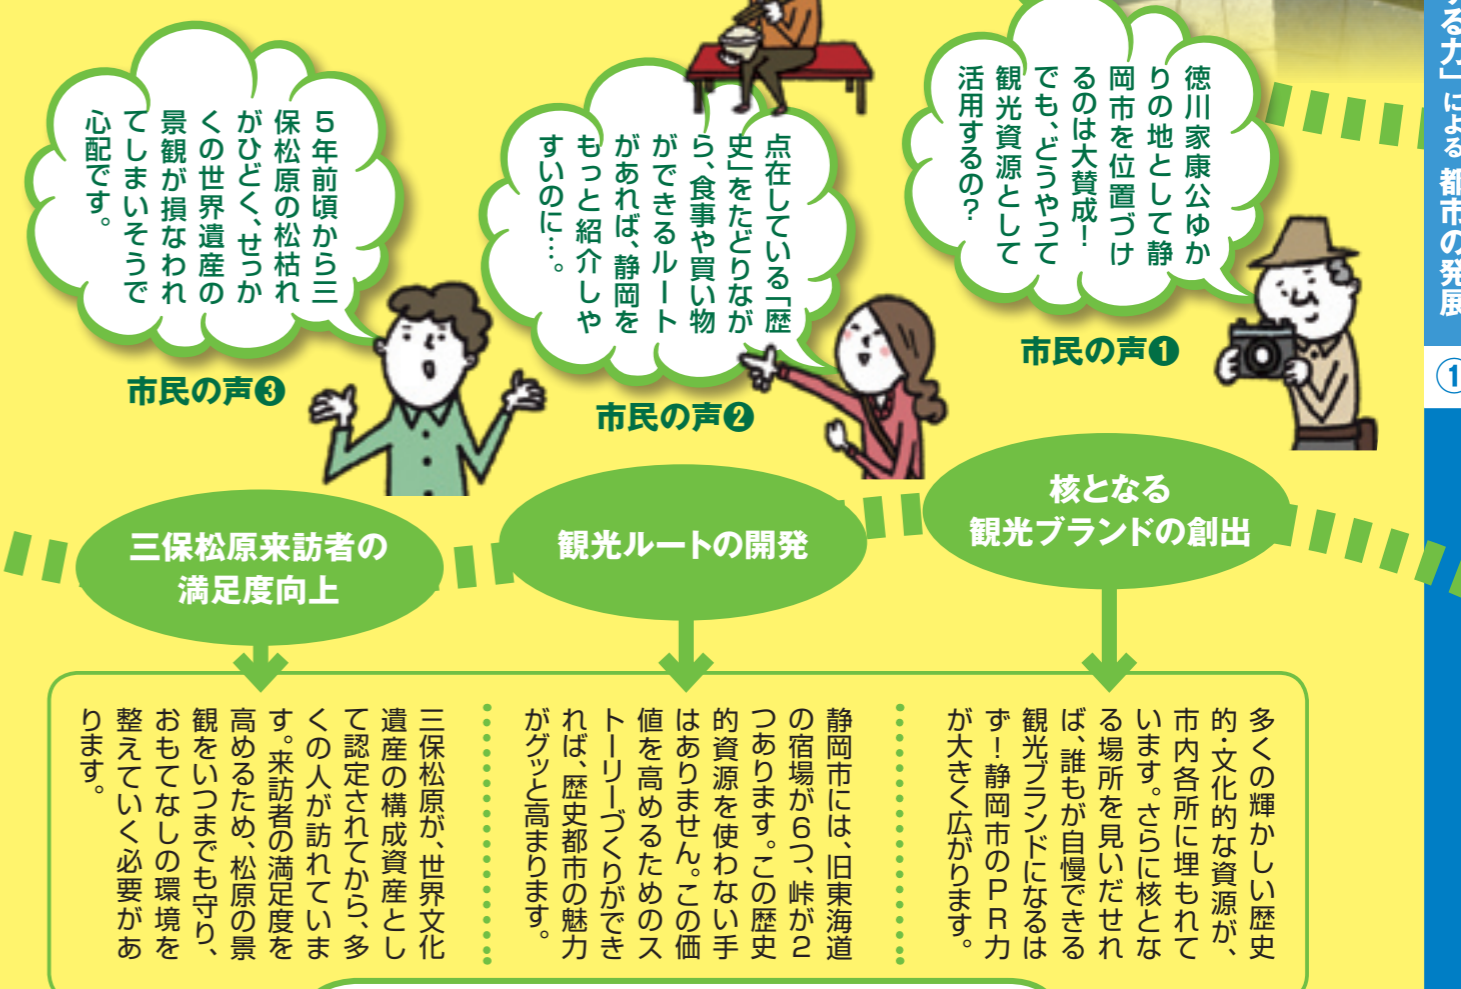 する力」による 都市の発展
①
徳川家康公ゆか
りの地として静
岡市を位置づけ
るのは大賛成！
でも、どうやって
観光資源として
活用するの？
市民の声❶
点在している「歴
史」をたどりなが
ら、食事や買い物
ができるルート
があれば、静岡を
もっと紹介しや
すいのに…。
市民の声❷
５年前頃から三
保松原の松枯れ
がひどく、せっか
くの世界遺産の
景観が損なわれ
てしまいそうで
心配です。
市民の声❸
核となる
観光ブランドの創出
多くの輝かしい歴史
的・文化的な資源が、
市内各所に埋もれて
います。さらに核とな
る場所を見いだせれ
ば、誰もが自慢できる
観光ブランドになるは
ず！静岡市のＰＲ力
が大きく広がります。
観光ルートの開発
静岡市には、旧東海道
の宿場が６つ、峠が２
つあります。この歴史
的資源を使わない手
はありません。この価
値を高めるためのス
トーリーづくりができ
れば、歴史都市の魅力
がグッと高まります。
三保松原来訪者の
満足度向上
三保松原が、世界文化
遺産の構成資産とし
て認定されてから、多
くの人が訪れていま
す。来訪者の満足度を
高めるため、松原の景
観をいつまでも守り、
おもてなしの環境を
整えていく必要があ
ります。